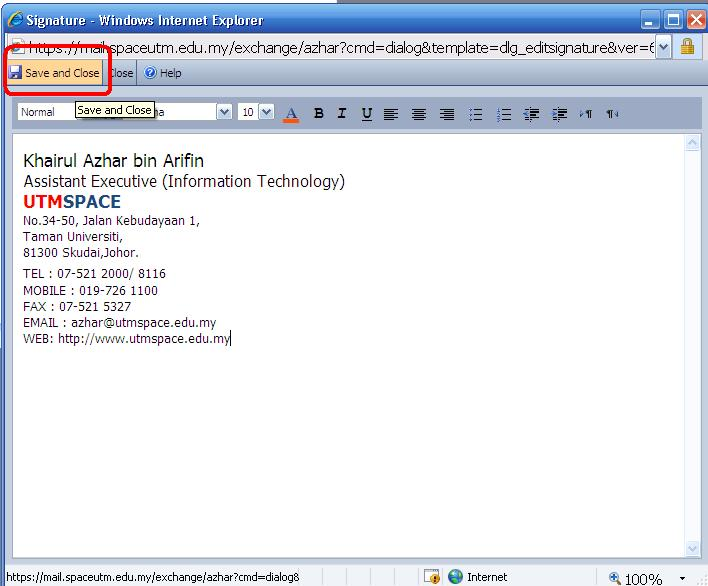 Signature - Windows Internet Explorer
https://mail.spaceutm.edu.my/exchange/azhar?cmd=dialog&template=dlg_editsignature&ver=6
Save and Close Close Help
Normal 10 A B I U
Save and Close
Khairul Azhar bin Arifin
Assistant Executive (Information Technology)
UTMSPACE
No.34-50, Jalan Kebudayaan 1,
Taman Universiti,
81300 Skudai,Johor.
TEL : 07-521 2000/ 8116
MOBILE : 019-726 1100
FAX : 07-521 5327
EMAIL : azhar@utmspace.edu.my
WEB: http://www.utmspace.edu.my
https://mail.spaceutm.edu.my/exchange/azhar?cmd=dialog& Internet 100%